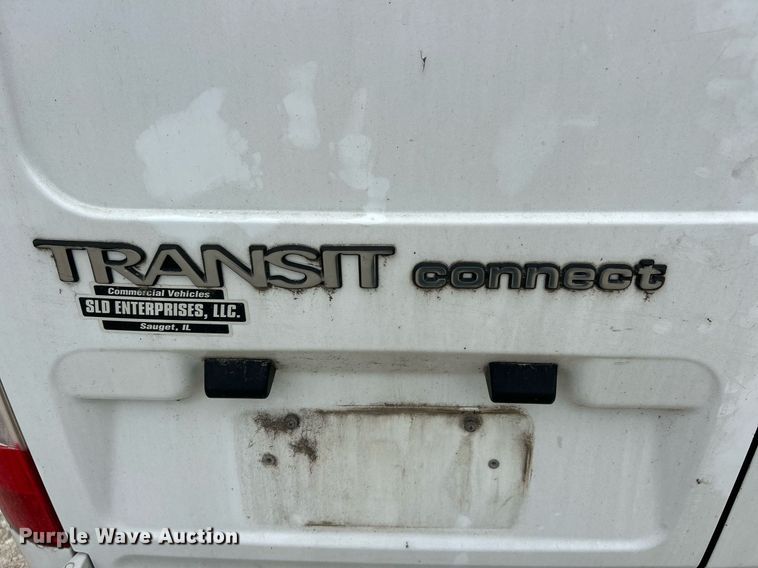 TRANSIT connect
Commercial Vehicles
SLD ENTERPRISES, LLC.
Sauget, IL
Purple Wave Auction